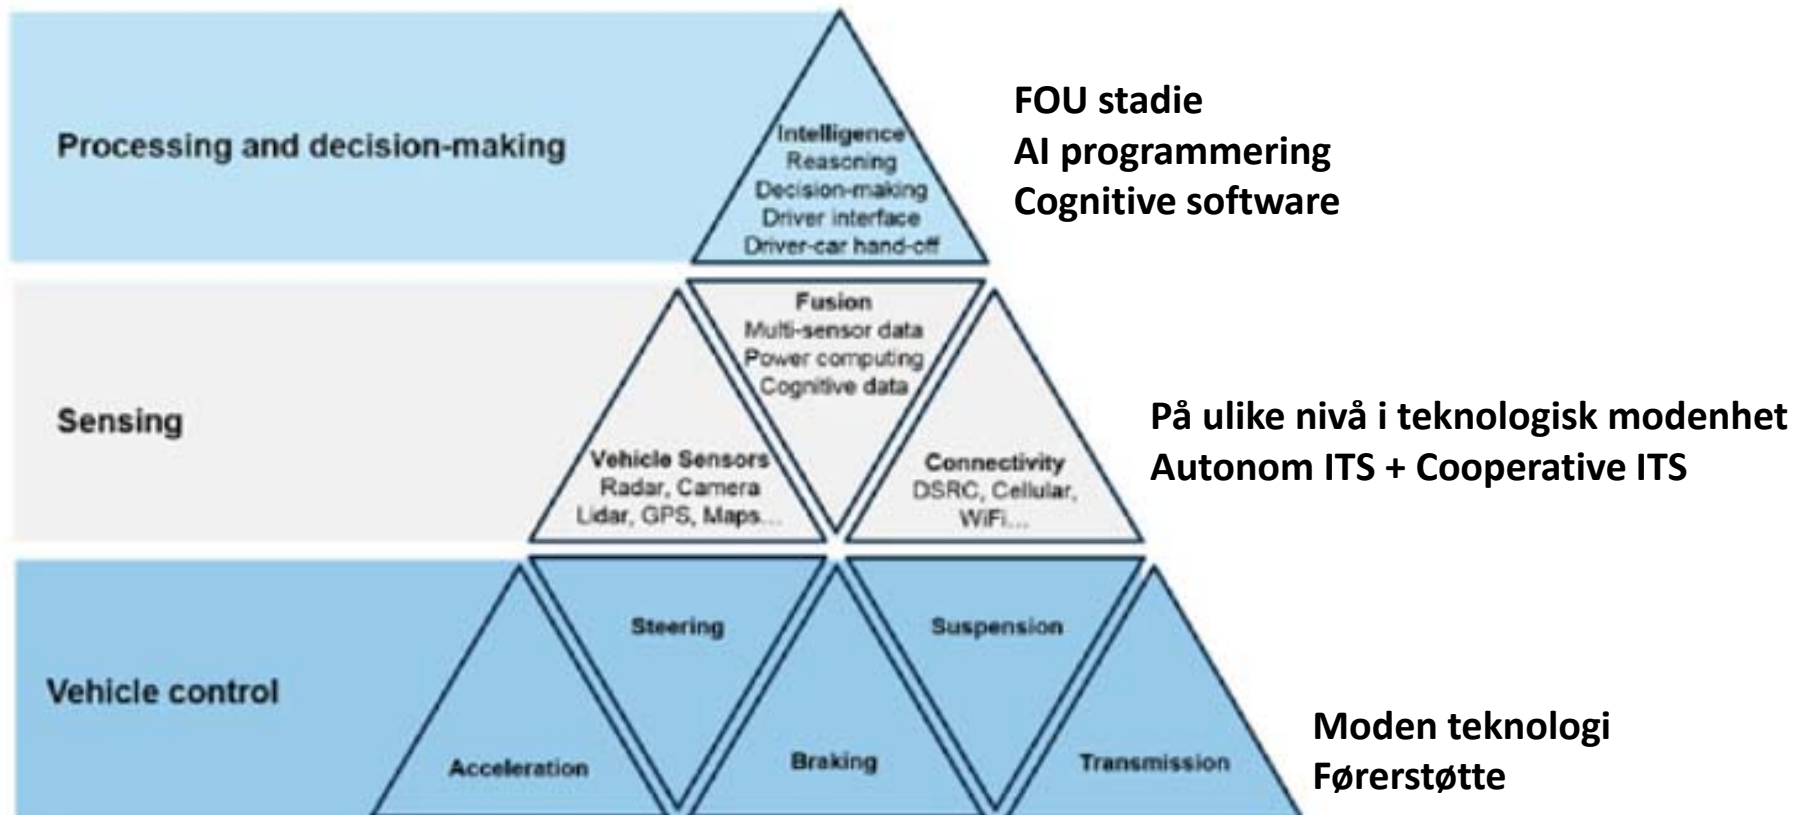 Processing and decision-making
Intelligence
Reasoning
Decision-making
Driver interface
Driver-car hand-off
FOU stadie
AI programmering
Cognitive software
Sensing
Fusion
Multi-sensor data
Power computing
Cognitive data
Vehicle Sensors
Radar, Camera
Lidar, GPS, Maps...
Connectivity
DSRC, Cellular,
WiFi...
På ulike nivå i teknologisk modenhet
Autonom ITS + Cooperative ITS
Vehicle control
Steering
Suspension
Acceleration
Braking
Transmission
Moden teknologi
Førerstøtte